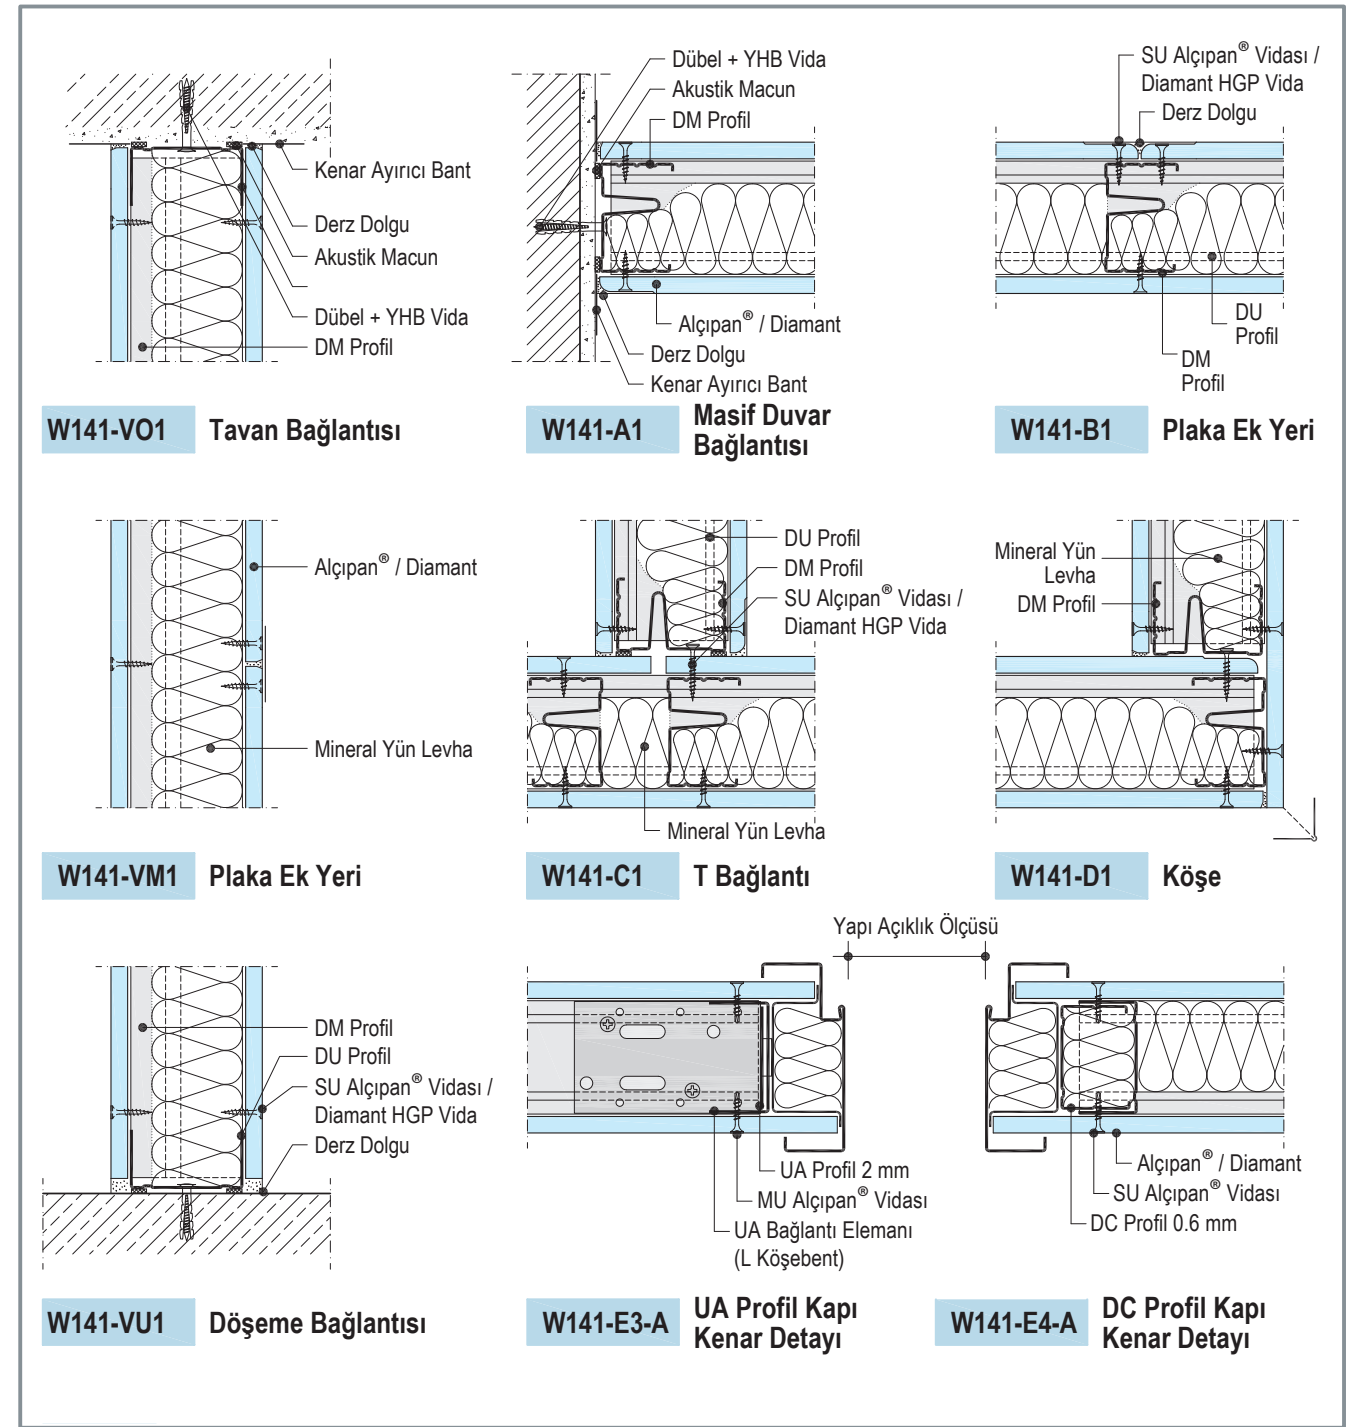 Kenar Ayırıcı Bant
Derz Dolgu
Akustik Macun
Dübel + YHB Vida
DM Profil
W141-VO1 Tavan Bağlantısı
Dübel + YHB Vida
Akustik Macun
DM Profil
Alçıpan® / Diamant
Derz Dolgu
Kenar Ayırıcı Bant
W141-A1 Masif Duvar
Bağlantısı
SU Alçıpan® Vidası /
Diamant HGP Vida
Derz Dolgu
DU
Profil
DM
Profil
W141-B1 Plaka Ek Yeri
Alçıpan® / Diamant
Mineral Yün Levha
W141-VM1 Plaka Ek Yeri
DU Profil
DM Profil
SU Alçıpan® Vidası /
Diamant HGP Vida
Mineral Yün Levha
W141-C1 T Bağlantı
Mineral Yün
Levha
DM Profil
W141-D1 Köşe
DM Profil
DU Profil
SU Alçıpan® Vidası /
Diamant HGP Vida
Derz Dolgu
W141-VU1 Döşeme Bağlantısı
Yapı Açıklık Ölçüsü
UA Profil 2 mm
MU Alçıpan® Vidası
UA Bağlantı Elemanı
(L Köşebent)
W141-E3-A UA Profil Kapı
Kenar Detayı
Alçıpan® / Diamant
SU Alçıpan® Vidası
DC Profil 0.6 mm
W141-E4-A DC Profil Kapı
Kenar Detayı